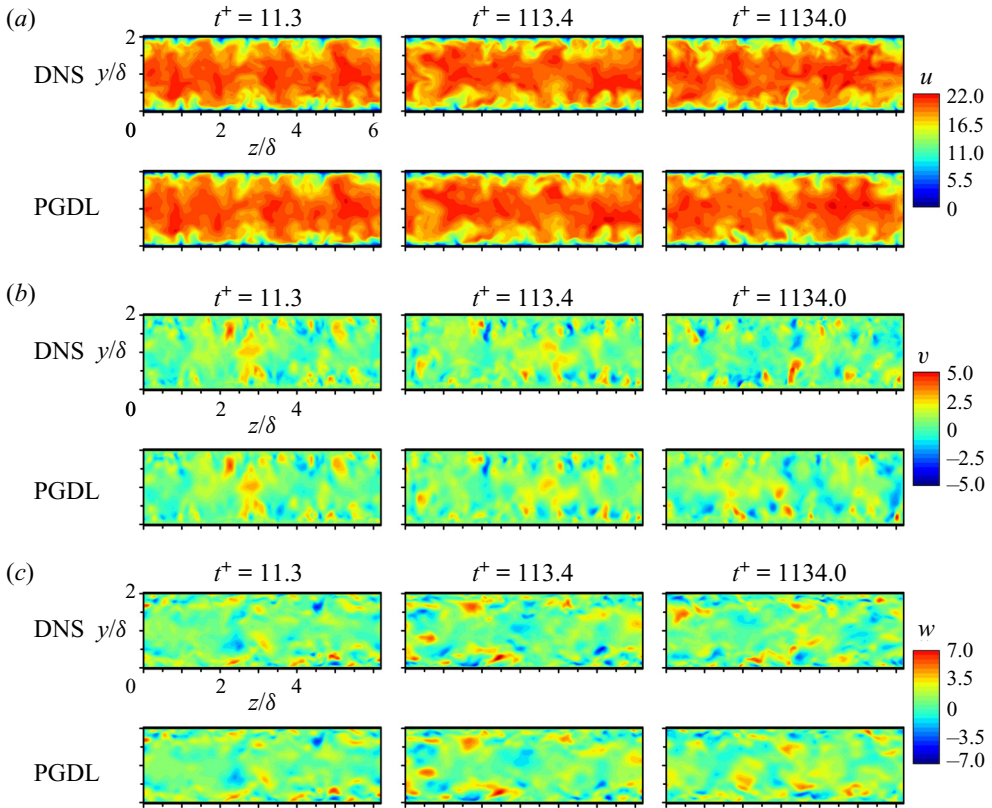 (a)
t+ = 11.3 t+ = 113.4 t+ = 1134.0
2
DNS y/δ
u
22.0
16.5
11.0
5.5
0
0 2 4 6
z/δ
PGDL
(b)
t+ = 11.3 t+ = 113.4 t+ = 1134.0
2
DNS y/δ
v
5.0
2.5
0
–2.5
–5.0
0 4
z/δ
PGDL
(c)
t+ = 11.3 t+ = 113.4 t+ = 1134.0
2
DNS y/δ
w
7.0
3.5
0
–3.5
–7.0
0 2 4
z/δ
PGDL